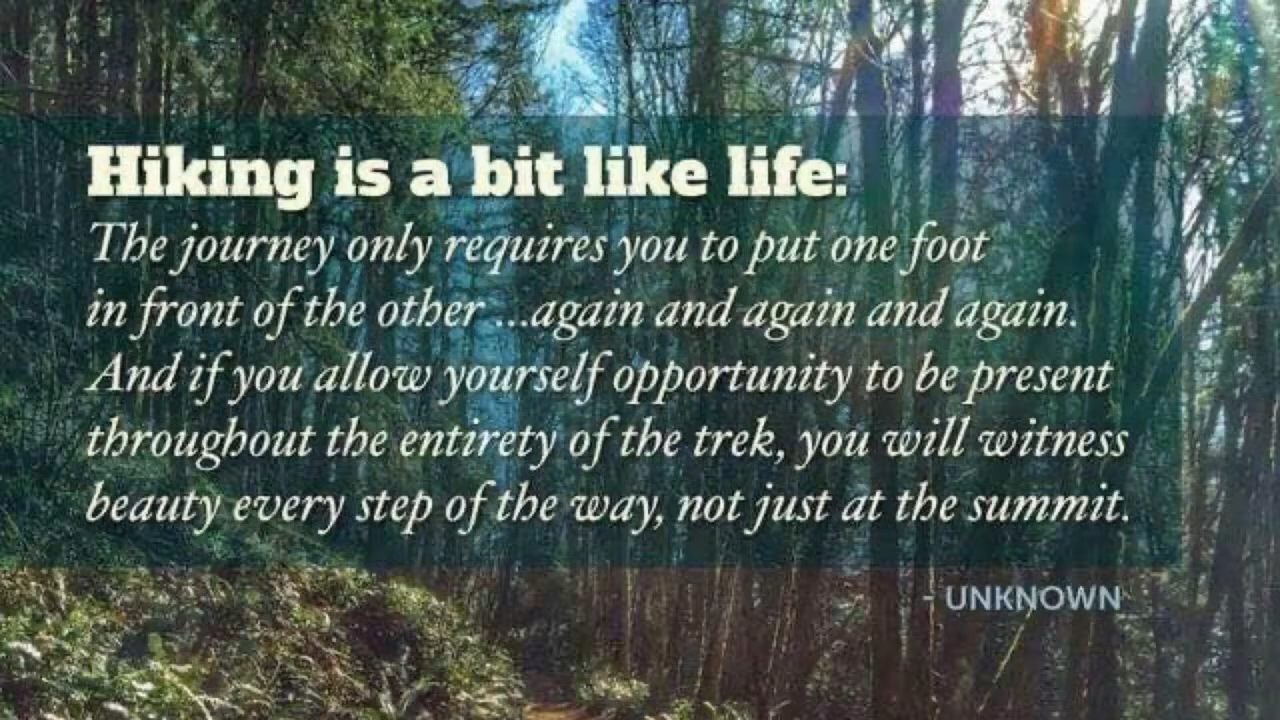 Hiking is a bit like life:
The journey only requires you to put one foot
in front of the other ...again and again and again.
And if you allow yourself opportunity to be present
throughout the entirety of the trek, you will witness
beauty every step of the way, not just at the summit.
- UNKNOWN